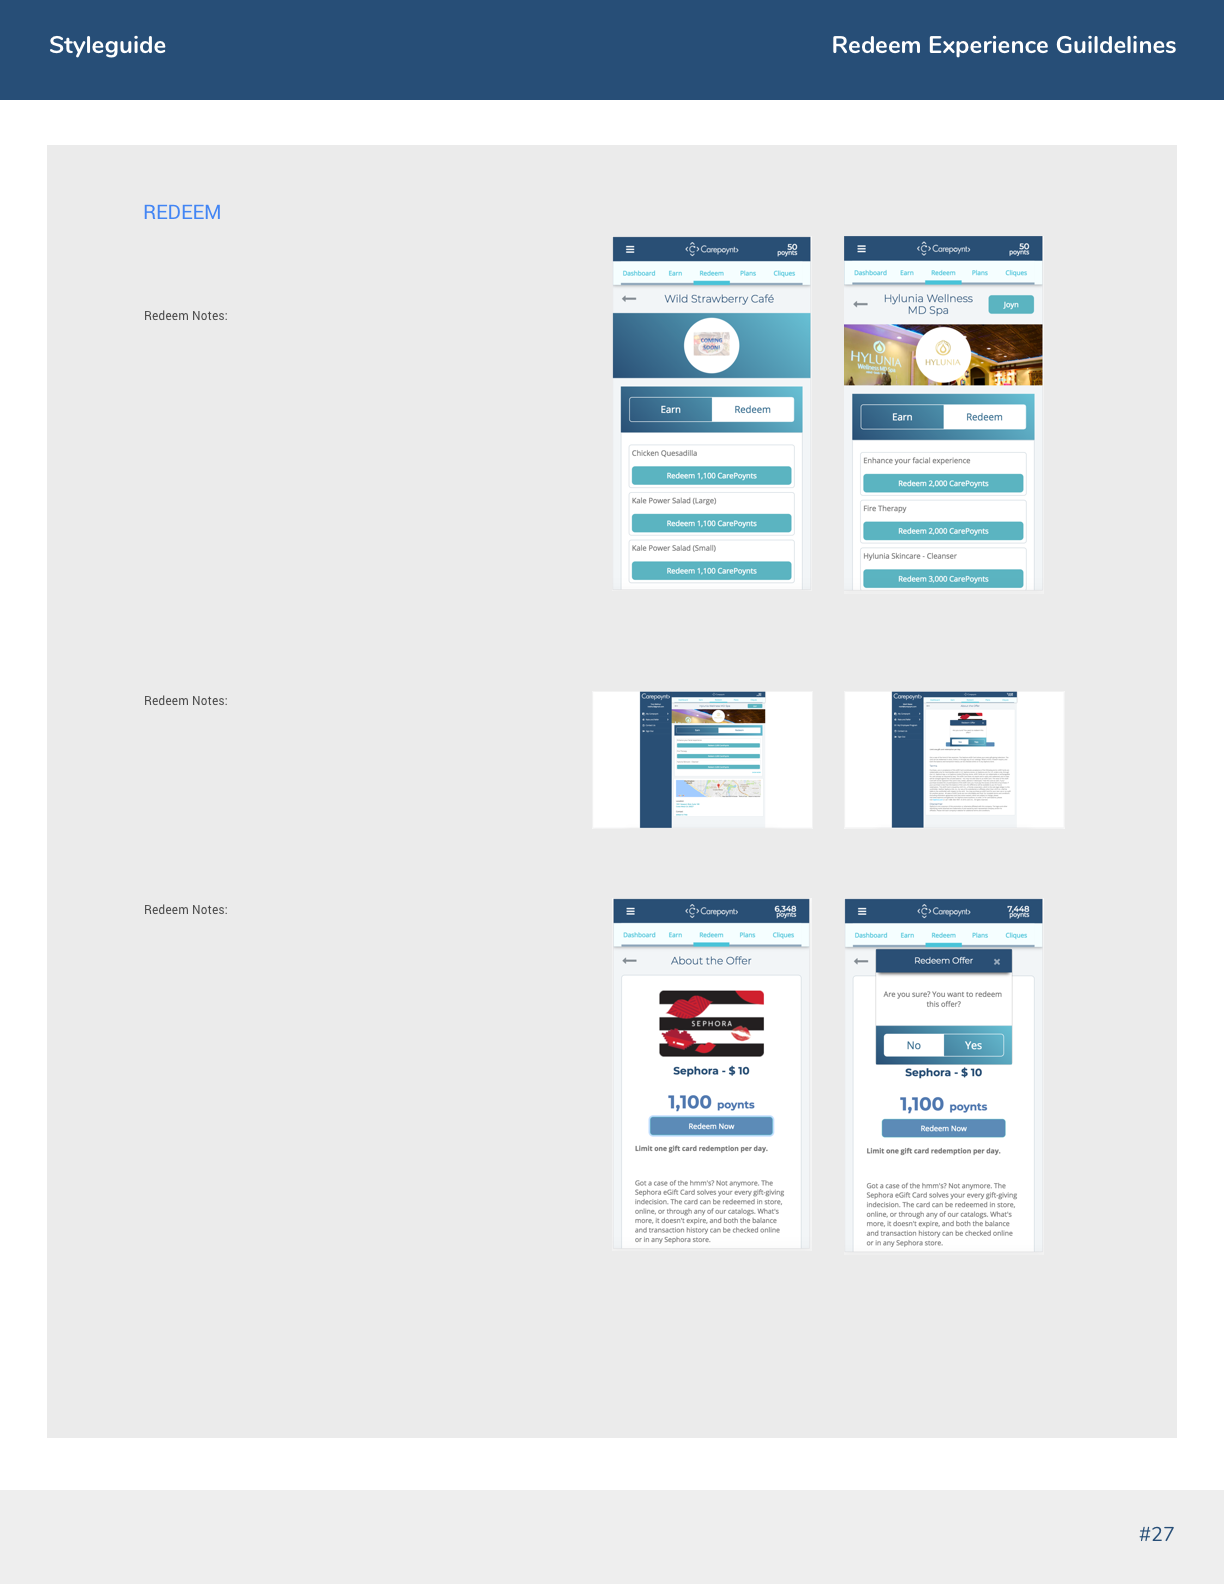 Styleguide
Redeem Experience Guildelines
REDEEM
Redeem Notes:
Carepoynt
50
poynts
Dashboard Earn Redeem Plans Cliques
Wild Strawberry Café
COMING
SOON!
Earn Redeem
Chicken Quesadilla
Redeem 1,100 CarePoynts
Kale Power Salad (Large)
Redeem 1,100 CarePoynts
Kale Power Salad (Small)
Redeem 1,100 CarePoynts
Carepoynt
50
poynts
Dashboard Earn Redeem Plans Cliques
Hylunia Wellness
MD Spa
Joyn
HYLUNIA
Wellness MD Spa
HYLUNIA
Earn Redeem
Enhance your facial experience
Redeem 2,000 CarePoynts
Fire Therapy
Redeem 2,000 CarePoynts
Hylunia Skincare - Cleanser
Redeem 3,000 CarePoynts
Redeem Notes:
Carepoynt
Carepoynt
Redeem Notes:
Carepoynt
6,348
poynts
Dashboard Earn Redeem Plans Cliques
About the Offer
SEPHORA
Sephora - $ 10
1,100 poynts
Redeem Now
Limit one gift card redemption per day.
Got a case of the hmm's? Not anymore. The
Sephora eGift Card solves your every gift-giving
indecision. The card can be redeemed in store,
online, or through any of our catalogs. What's
more, it doesn't expire, and both the balance
and transaction history can be checked online
or in any Sephora store.
Carepoynt
7,448
poynts
Dashboard Earn Redeem Plans Cliques
Redeem Offer ×
Are you sure? You want to redeem
this offer?
No Yes
Sephora - $ 10
1,100 poynts
Redeem Now
Limit one gift card redemption per day.
Got a case of the hmm's? Not anymore. The
Sephora eGift Card solves your every gift-giving
indecision. The card can be redeemed in store,
online, or through any of our catalogs. What's
more, it doesn't expire, and both the balance
and transaction history can be checked online
or in any Sephora store.
#27